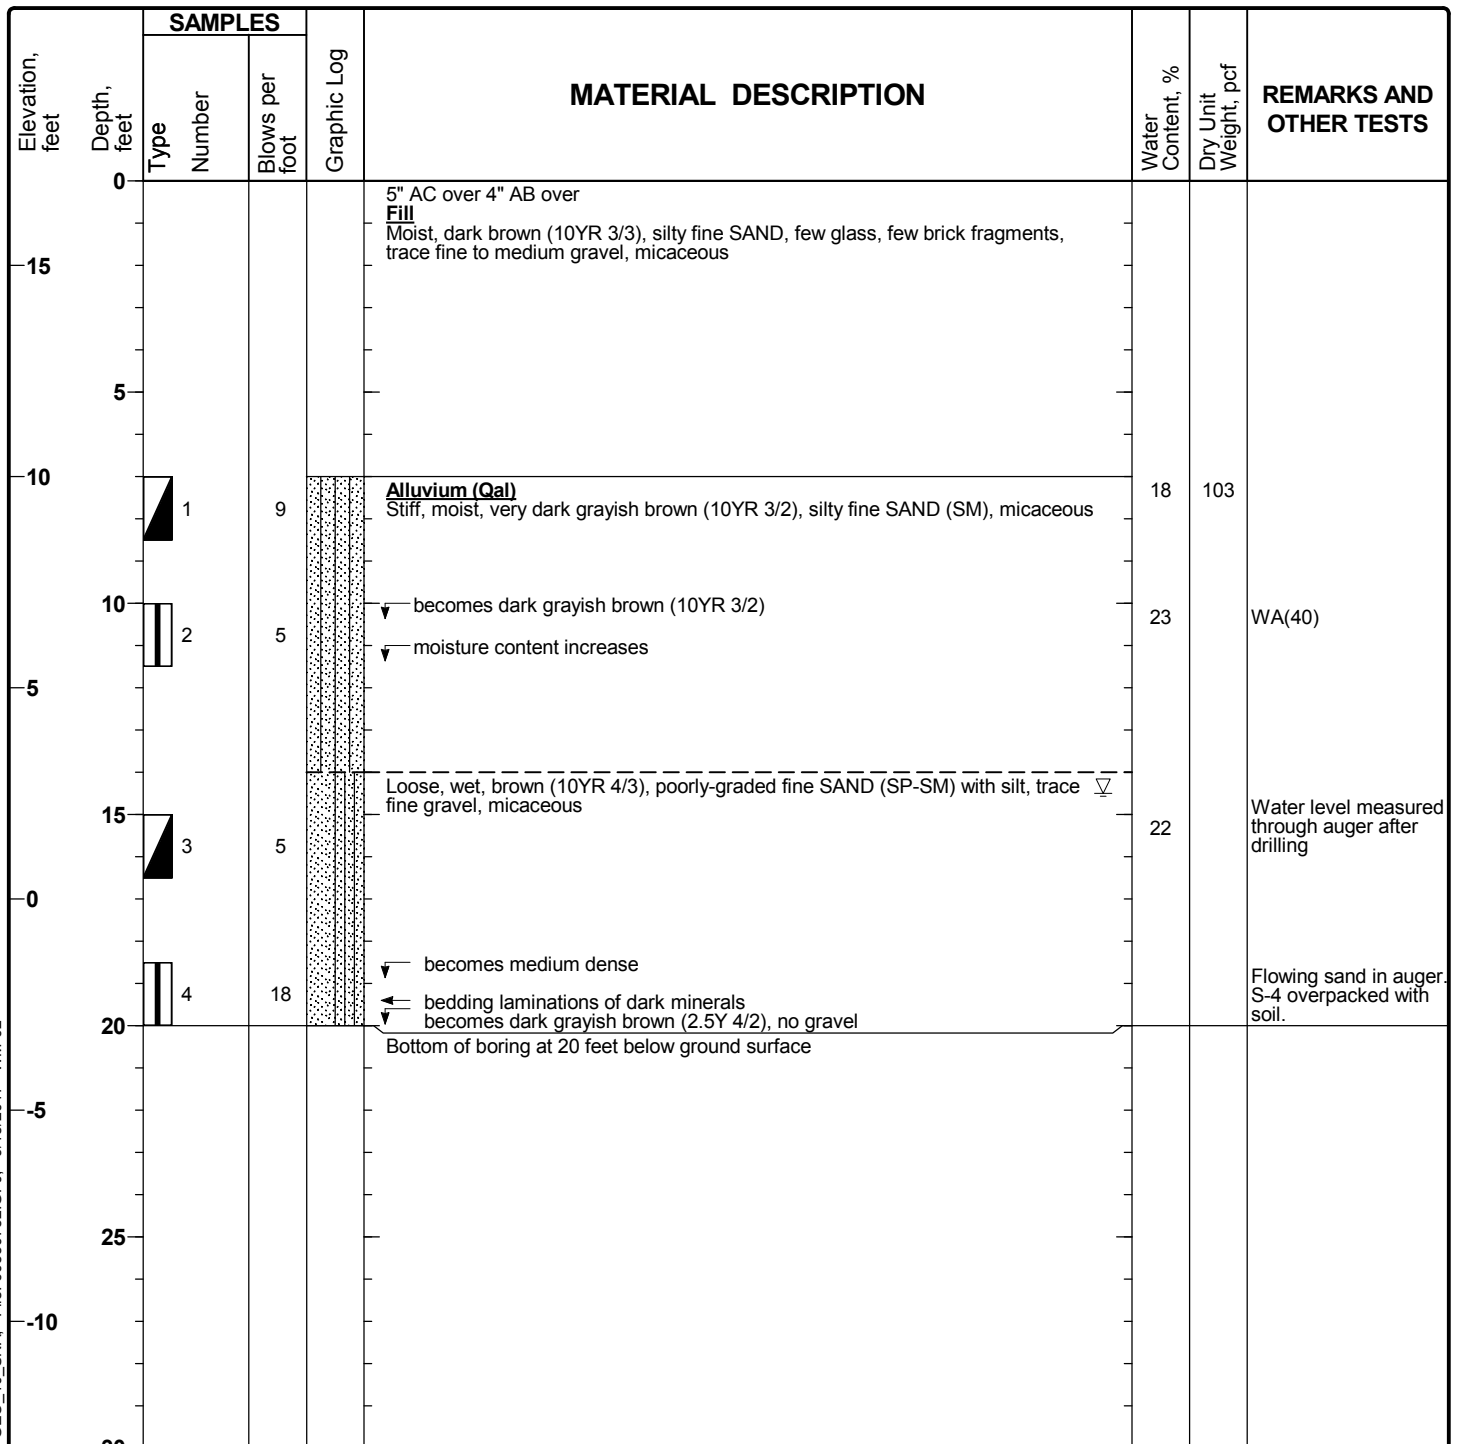 SAMPLES
Elevation, feet
Depth, feet
Type
Number
Blows per foot
Graphic Log
MATERIAL DESCRIPTION
Water Content, %
Dry Unit Weight, pcf
REMARKS AND
OTHER TESTS
0
5" AC over 4" AB over
Fill
Moist, dark brown (10YR 3/3), silty fine SAND, few glass, few brick fragments,
trace fine to medium gravel, micaceous
15
5
10
Alluvium (Qal)
18 103
1 9 Stiff, moist, very dark grayish brown (10YR 3/2), silty fine SAND (SM), micaceous
10 becomes dark grayish brown (10YR 3/2)
23 WA(40)
2 5
moisture content increases
5
Loose, wet, brown (10YR 4/3), poorly-graded fine SAND (SP-SM) with silt, trace
fine gravel, micaceous
15
22
Water level measured
through auger after
drilling
3 5
0
becomes medium dense
4 18
bedding laminations of dark minerals
becomes dark grayish brown (2.5Y 4/2), no gravel
Flowing sand in auger.
S-4 overpacked with
soil.
20
Bottom of boring at 20 feet below ground surface
-5
25
-10